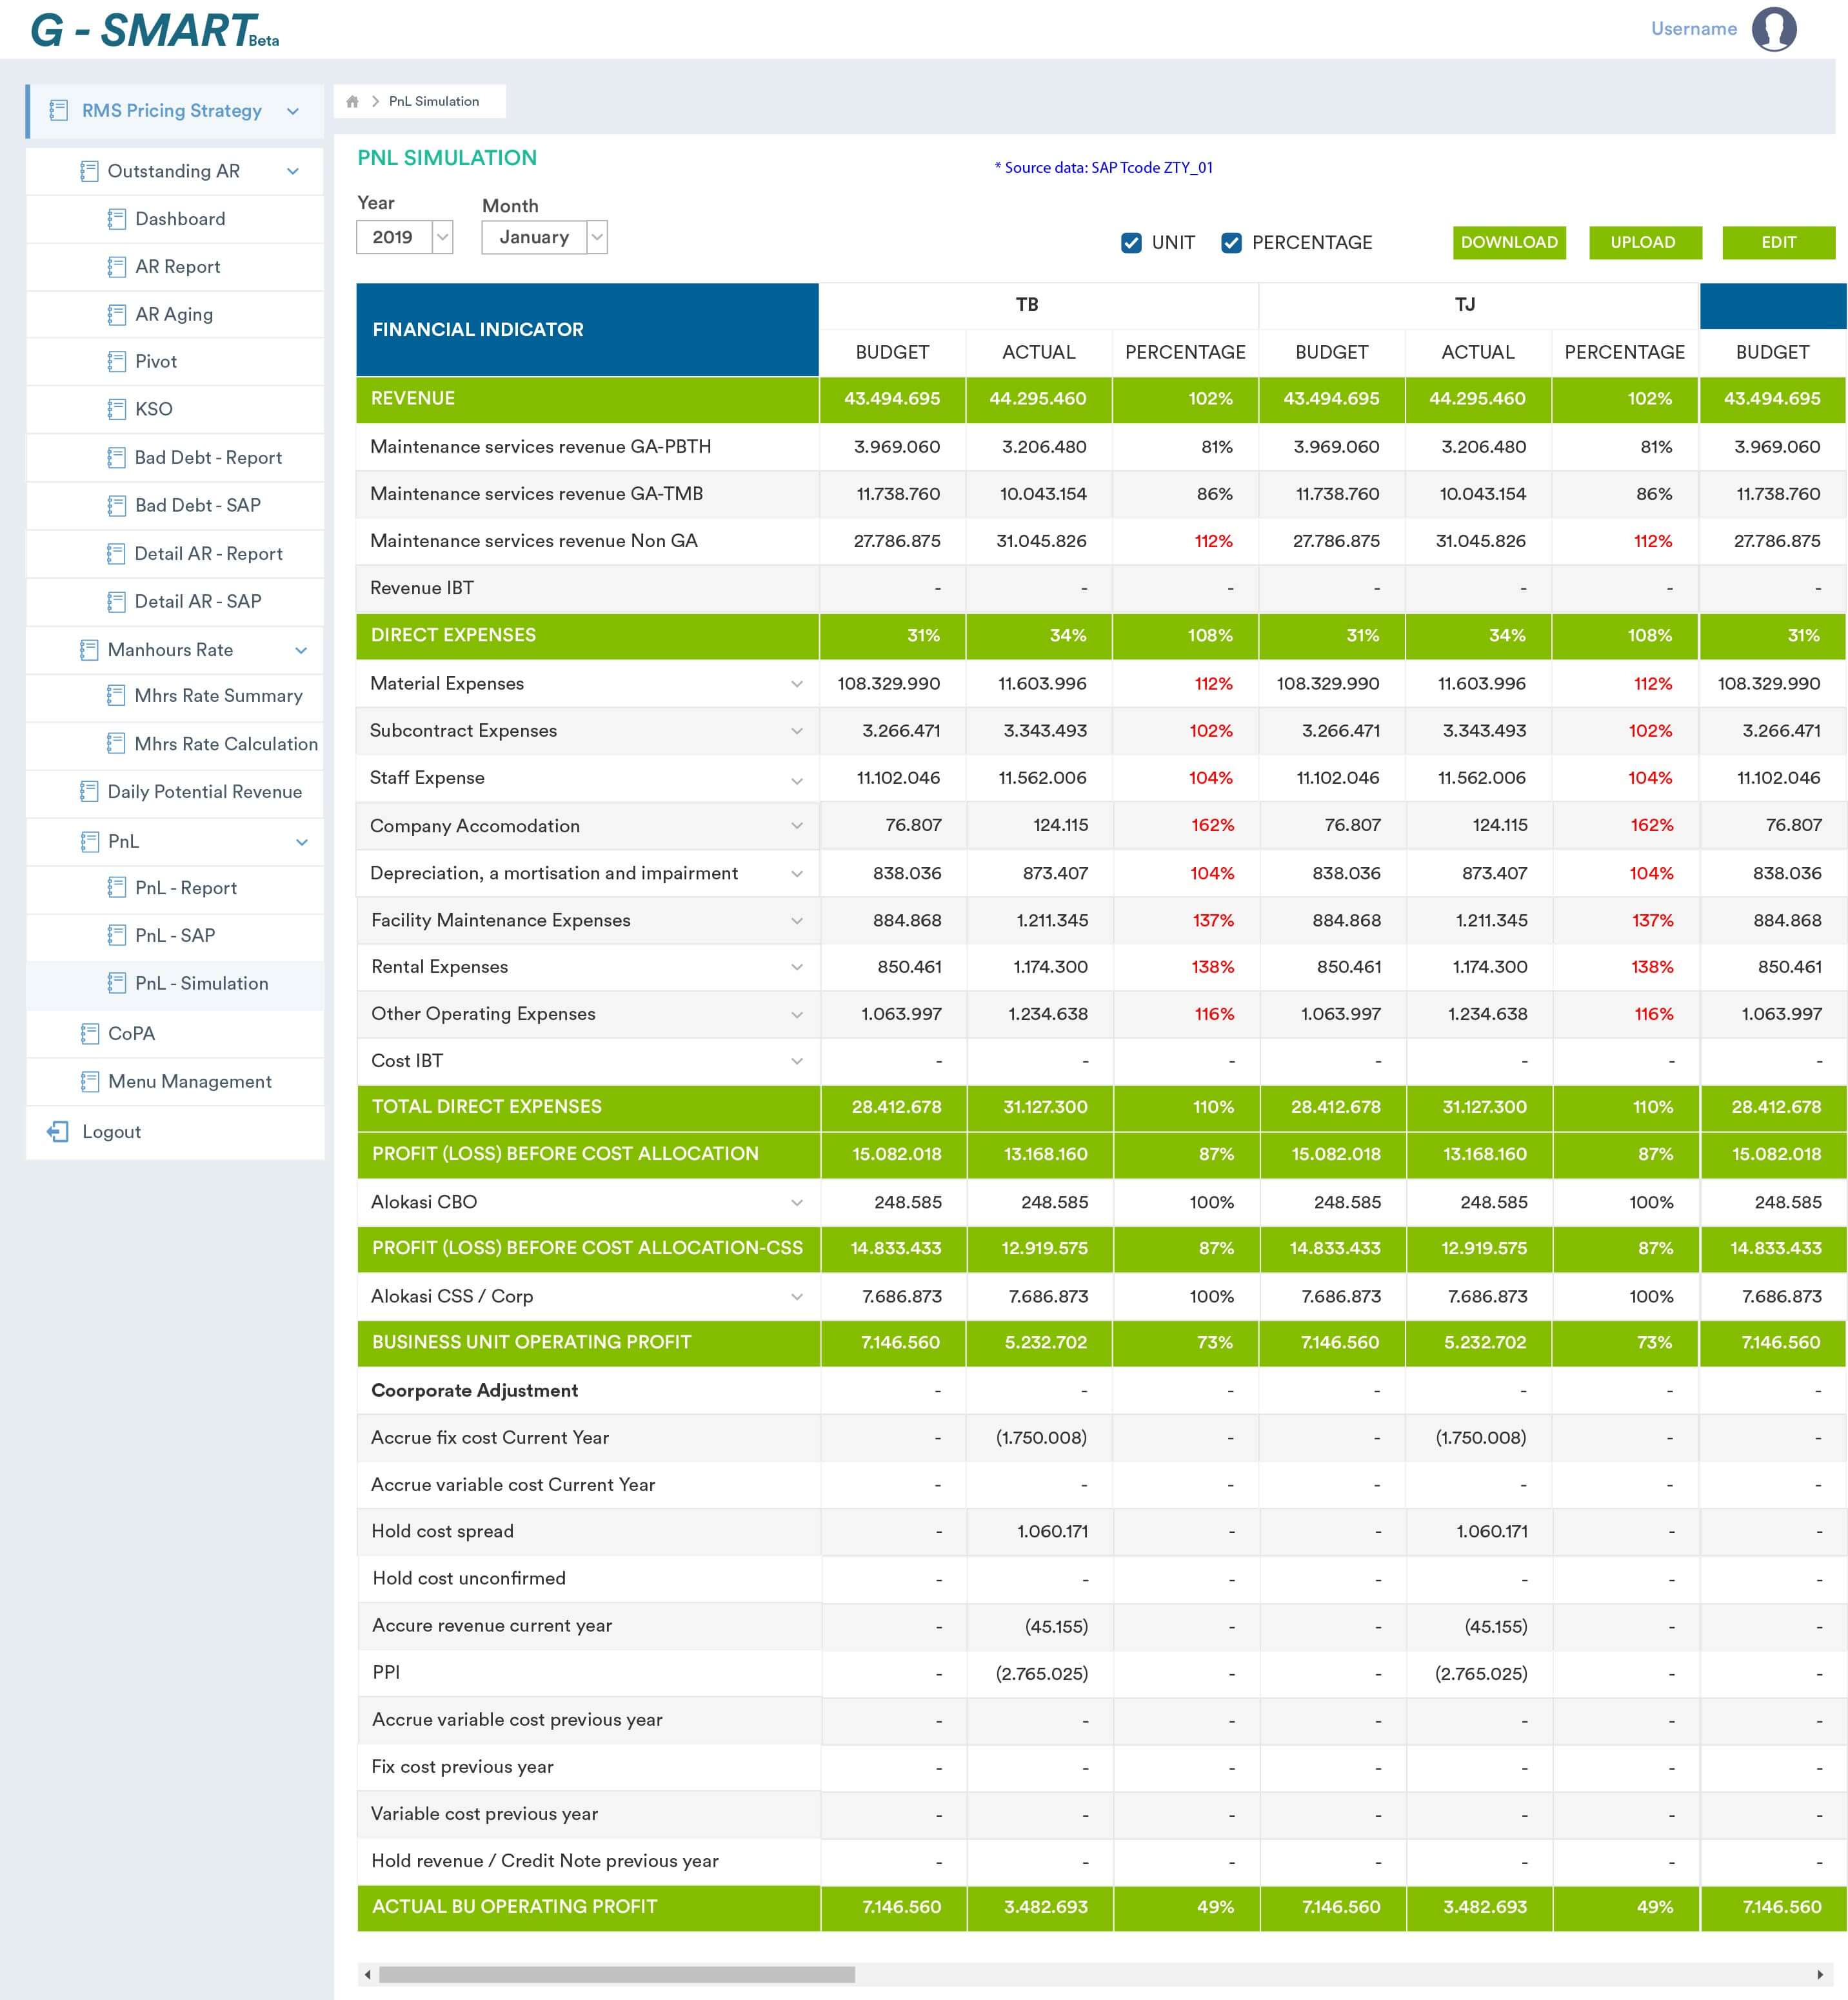 G - SMART Beta
Username
RMS Pricing Strategy
Outstanding AR
Dashboard
AR Report
AR Aging
Pivot
KSO
Bad Debt - Report
Bad Debt - SAP
Detail AR - Report
Detail AR - SAP
Manhours Rate
Mhrs Rate Summary
Mhrs Rate Calculation
Daily Potential Revenue
PnL
PnL - Report
PnL - SAP
PnL - Simulation
CoPA
Menu Management
Logout
PnL Simulation
PNL SIMULATION
* Source data: SAP Tcode ZTY_01
Year Month
2019 January
UNIT PERCENTAGE DOWNLOAD UPLOAD EDIT
FINANCIAL INDICATOR TB TJ
BUDGET ACTUAL PERCENTAGE BUDGET ACTUAL PERCENTAGE BUDGET
REVENUE 43.494.695 44.295.460 102% 43.494.695 44.295.460 102% 43.494.695
Maintenance services revenue GA-PBTH 3.969.060 3.206.480 81% 3.969.060 3.206.480 81% 3.969.060
Maintenance services revenue GA-TMB 11.738.760 10.043.154 86% 11.738.760 10.043.154 86% 11.738.760
Maintenance services revenue Non GA 27.786.875 31.045.826 112% 27.786.875 31.045.826 112% 27.786.875
Revenue IBT - - - - - - -
DIRECT EXPENSES 31% 34% 108% 31% 34% 108% 31%
Material Expenses 108.329.990 11.603.996 112% 108.329.990 11.603.996 112% 108.329.990
Subcontract Expenses 3.266.471 3.343.493 102% 3.266.471 3.343.493 102% 3.266.471
Staff Expense 11.102.046 11.562.006 104% 11.102.046 11.562.006 104% 11.102.046
Company Accomodation 76.807 124.115 162% 76.807 124.115 162% 76.807
Depreciation, a mortisation and impairment 838.036 873.407 104% 838.036 873.407 104% 838.036
Facility Maintenance Expenses 884.868 1.211.345 137% 884.868 1.211.345 137% 884.868
Rental Expenses 850.461 1.174.300 138% 850.461 1.174.300 138% 850.461
Other Operating Expenses 1.063.997 1.234.638 116% 1.063.997 1.234.638 116% 1.063.997
Cost IBT - - - - - - -
TOTAL DIRECT EXPENSES 28.412.678 31.127.300 110% 28.412.678 31.127.300 110% 28.412.678
PROFIT (LOSS) BEFORE COST ALLOCATION 15.082.018 13.168.160 87% 15.082.018 13.168.160 87% 15.082.018
Alokasi CBO 248.585 248.585 100% 248.585 248.585 100% 248.585
PROFIT (LOSS) BEFORE COST ALLOCATION-CSS 14.833.433 12.919.575 87% 14.833.433 12.919.575 87% 14.833.433
Alokasi CSS / Corp 7.686.873 7.686.873 100% 7.686.873 7.686.873 100% 7.686.873
BUSINESS UNIT OPERATING PROFIT 7.146.560 5.232.702 73% 7.146.560 5.232.702 73% 7.146.560
Coorporate Adjustment - - - - - - -
Accrue fix cost Current Year - (1.750.008) - - (1.750.008) - -
Accrue variable cost Current Year - - - - - - -
Hold cost spread - 1.060.171 - - 1.060.171 - -
Hold cost unconfirmed - - - - - - -
Accure revenue current year - (45.155) - - (45.155) - -
PPI - (2.765.025) - - (2.765.025) - -
Accrue variable cost previous year - - - - - - -
Fix cost previous year - - - - - - -
Variable cost previous year - - - - - - -
Hold revenue / Credit Note previous year - - - - - - -
ACTUAL BU OPERATING PROFIT 7.146.560 3.482.693 49% 7.146.560 3.482.693 49% 7.146.560